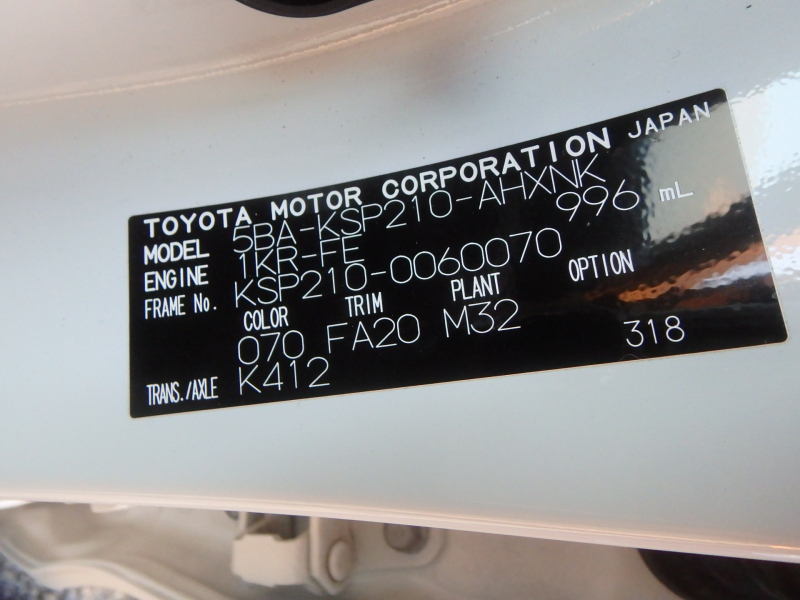 TOYOTA MOTOR CORPORATION JAPAN
MODEL 5BA-KSP210-AHXNK
ENGINE 1KR-FE 996 mL
FRAME No. KSP210-0060070
COLOR TRIM PLANT OPTION
070 FA20 M32
TRANS./AXLE K412 318